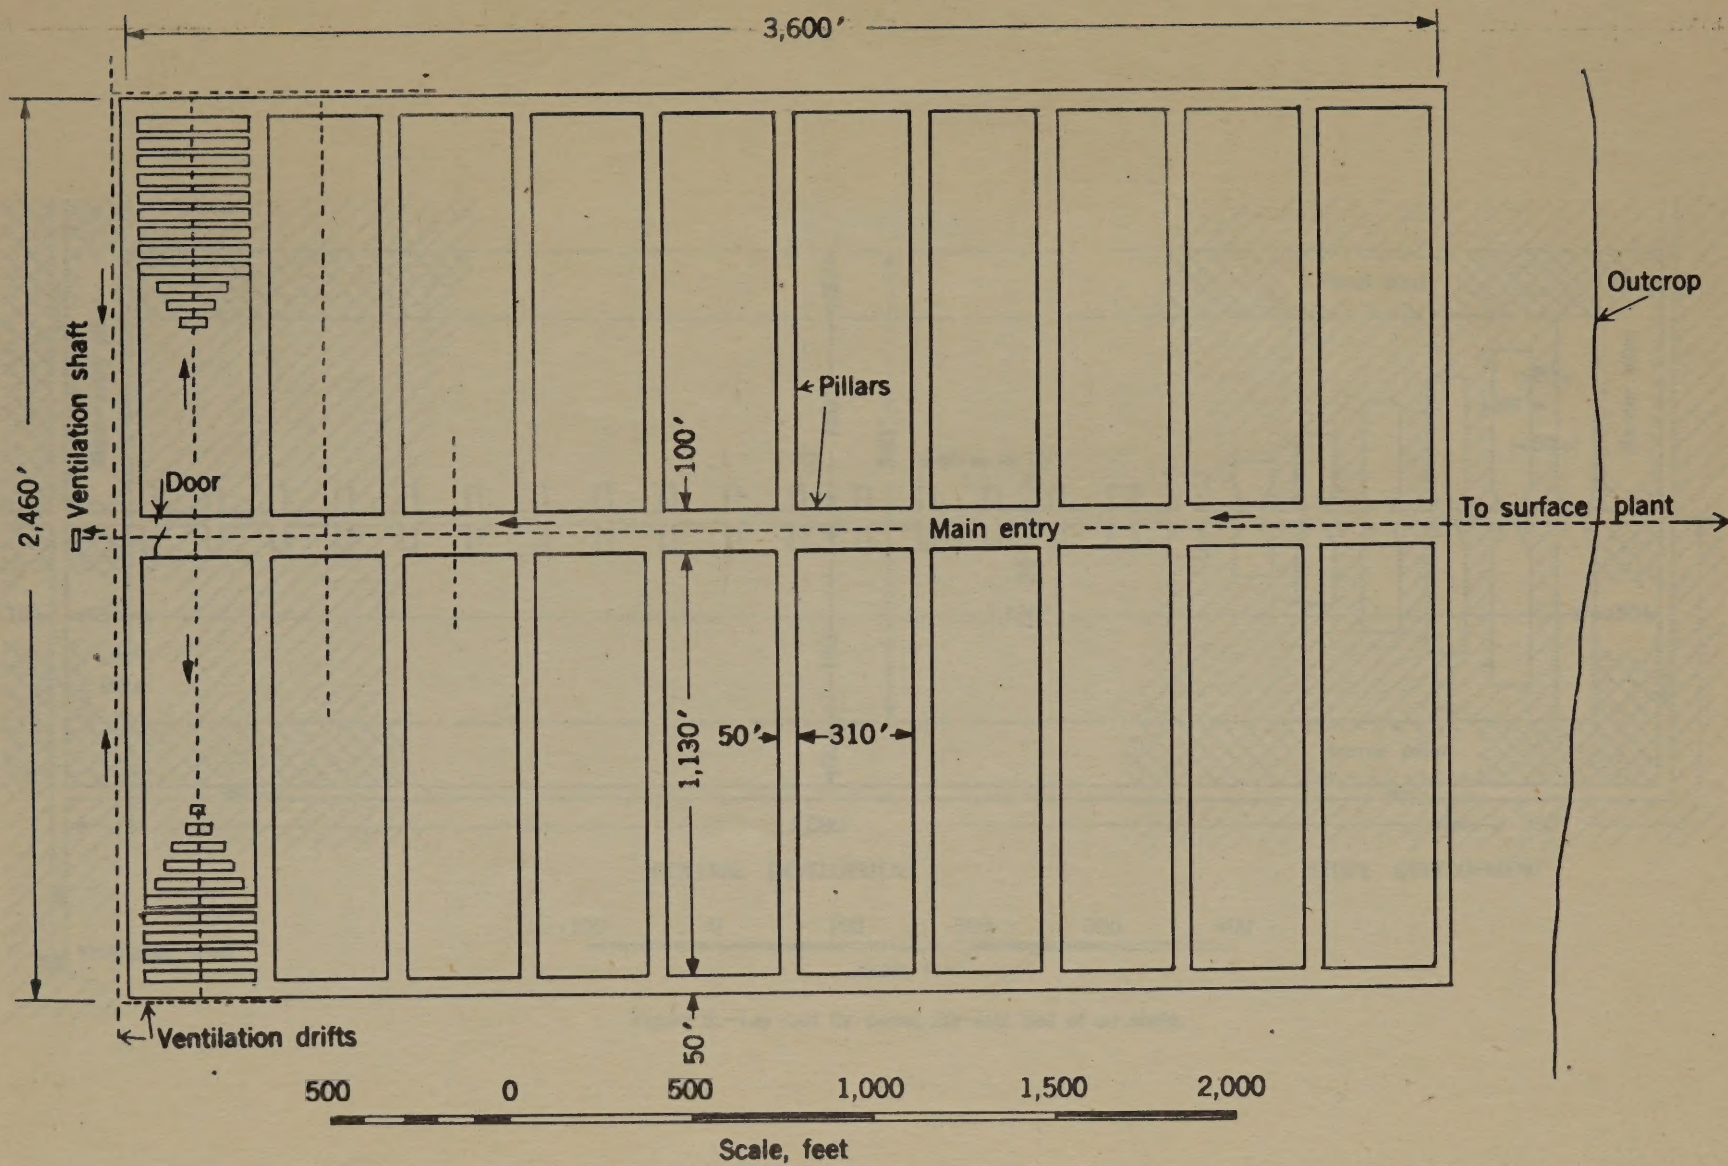 3,600′
Outcrop
Ventilation shaft
Pillars
100′
Door
2,460′
To surface plant
Main entry
50′
310′
1,130′
Ventilation drifts
50′
500 0 500 1,000 1,500 2,000
Scale, feet